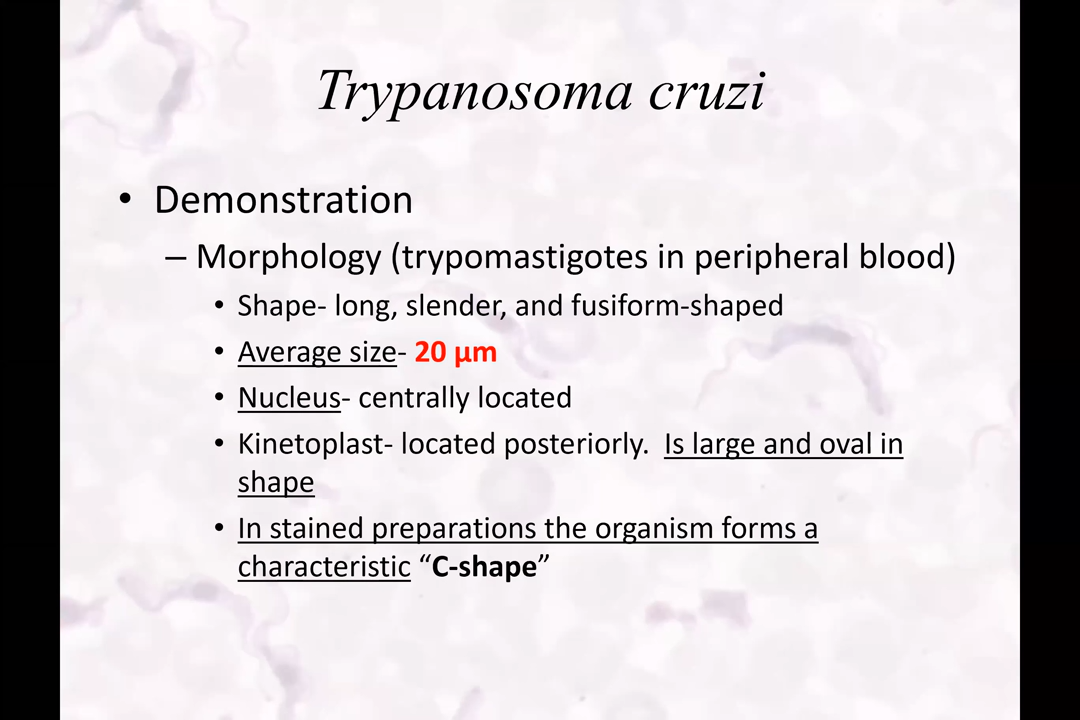 Trypanosoma cruzi
• Demonstration
– Morphology (trypomastigotes in peripheral blood)
• Shape- long, slender, and fusiform-shaped
• Average size- 20 µm
• Nucleus- centrally located
• Kinetoplast- located posteriorly. Is large and oval in
shape
• In stained preparations the organism forms a
characteristic “C-shape”